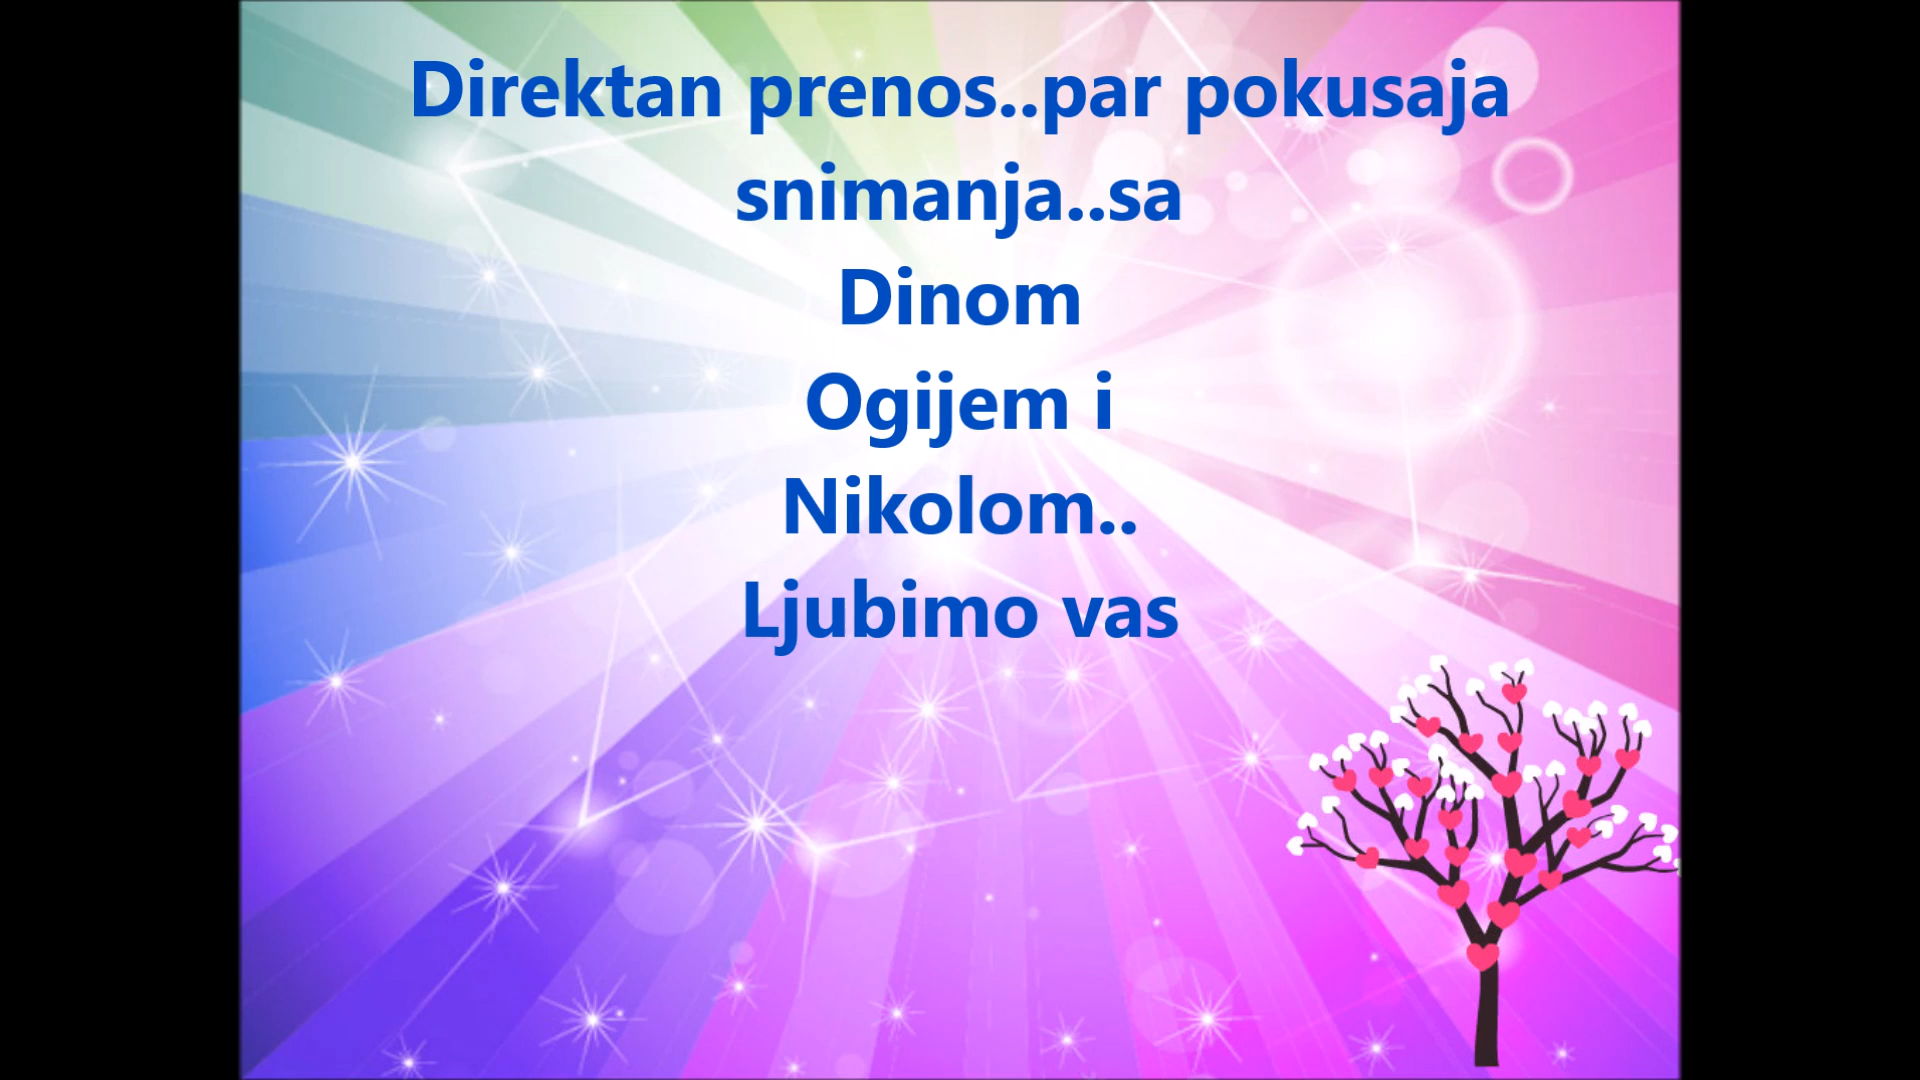 Direktan prenos..par pokusaja
snimanja..sa
Dinom
Ogijem i
Nikolom..
Ljubimo vas